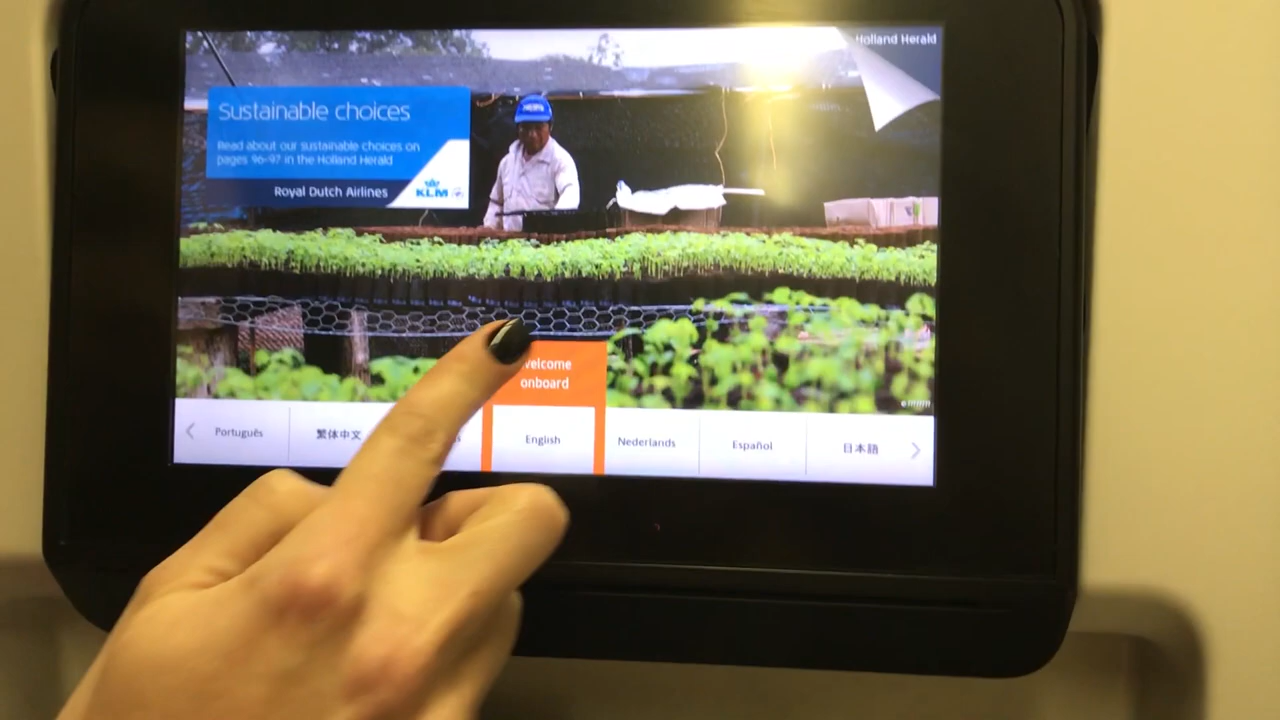 Holland Herald
Sustainable choices
Read about our sustainable choices on
pages 96-97 in the Holland Herald
Royal Dutch Airlines
KLM
onboard
Português
繁体中文
English
Nederlands
Español
日本語